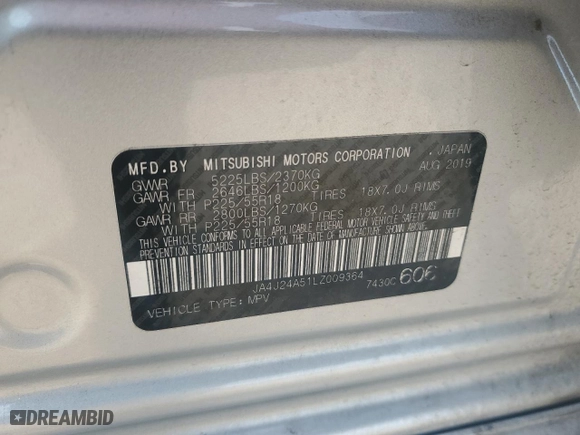 MFD.BY MITSUBISHI MOTORS CORPORATION , JAPAN
GVWR 5225LBS/2370KG AUG 2019
GAWR FR 2646LBS/1200KG
WITH P225/55R18 TIRES 18X7.0J RIMS
GAWR RR 2800LBS/1270KG
WITH P225/55R18 TIRES 18X7.0J RIMS
THIS VEHICLE CONFORMS TO ALL APPLICABLE FEDERAL MOTOR VEHICLE SAFETY, BUMPER, AND THEFT
PREVENTION STANDARDS IN EFFECT ON THE DATE OF MANUFACTURE SHOWN ABOVE.
JA4J24A51LZ009364 7430C 606
VEHICLE TYPE: MPV
DREAMBID